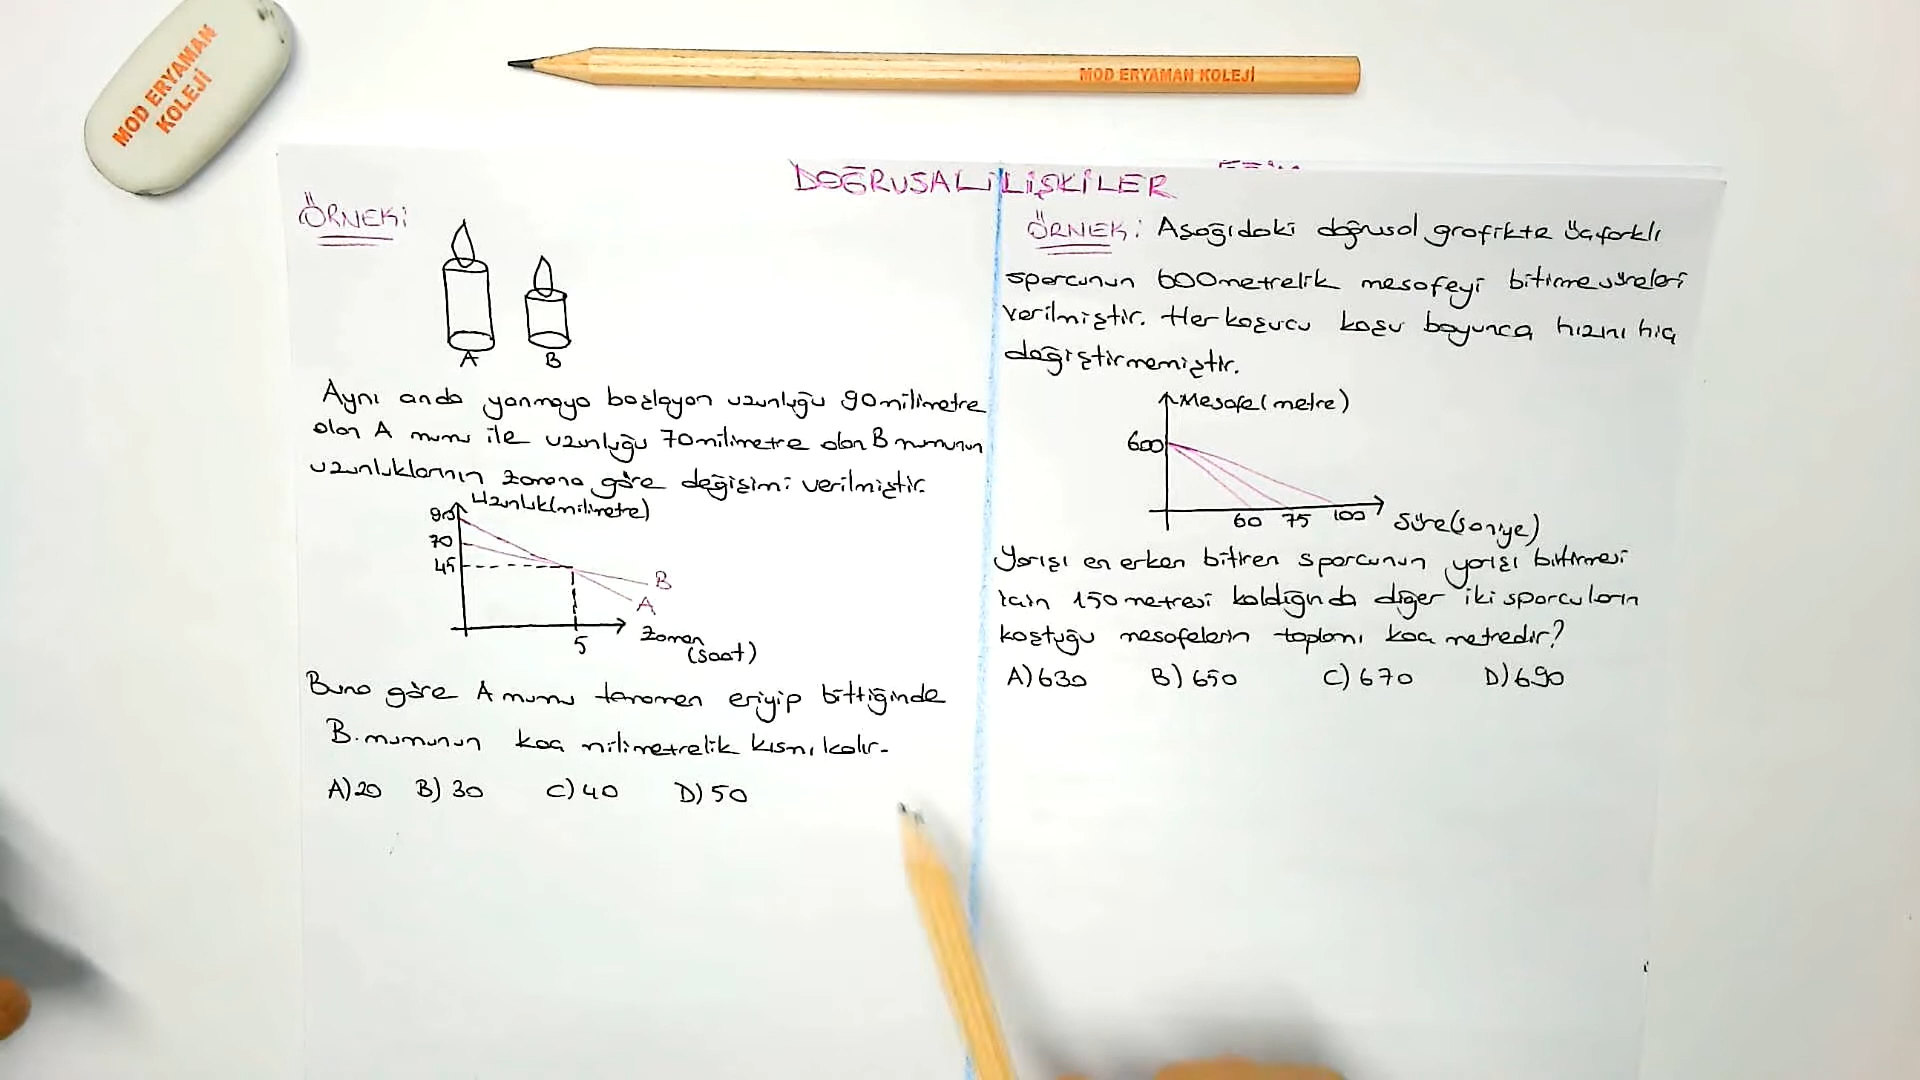 MOD ERYAMAN
KOLEJİ
MOD ERYAMAN KOLEJİ
DOĞRUSAL İLİŞKİLER
ÖRNEK:
A
B
Aynı anda yanmaya başlayan uzunluğu 90 milimetre
olan A mumu ile uzunluğu 70 milimetre olan B mumunun
uzunluklarının zamana göre değişimi verilmiştir.
Uzunluk(milimetre)
90
70
45
B
A
5
Zaman
(saat)
Buna göre A mumu tamamen eriyip bittiğinde
B mumunun kaç milimetrelik kısmı kalır.
A) 20 B) 30 C) 40 D) 50
ÖRNEK: Aşağıdaki doğrusal grafikte üç farklı
sporcunun 600 metrelik mesafeyi bitirme süreleri
verilmiştir. Her koşucu koşu boyunca hızını hiç
değiştirmemiştir.
Mesafe(metre)
600
60 75 100
Süre(saniye)
Yarışı en erken bitiren sporcunun yarışı bitirmesi
için 150 metresi kaldığında diğer iki sporcuların
koştuğu mesafelerin toplamı kaç metredir?
A) 630 B) 650 C) 670 D) 690